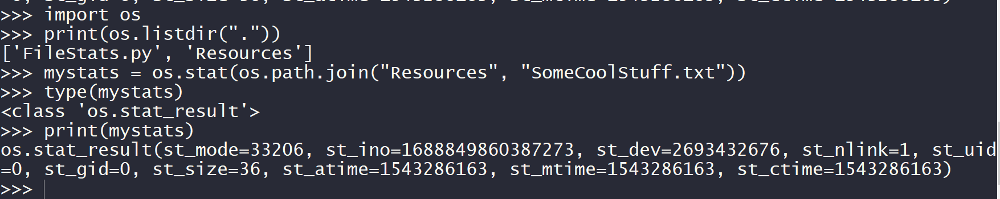 >>> import os
>>> print(os.listdir("."))
['FileStats.py', 'Resources']
>>> mystats = os.stat(os.path.join("Resources", "SomeCoolStuff.txt"))
>>> type(mystats)
<class 'os.stat_result'>
>>> print(mystats)
os.stat_result(st_mode=33206, st_ino=1688849860387273, st_dev=2693432676, st_nlink=1, st_uid
=0, st_gid=0, st_size=36, st_atime=1543286163, st_mtime=1543286163, st_ctime=1543286163)
>>>